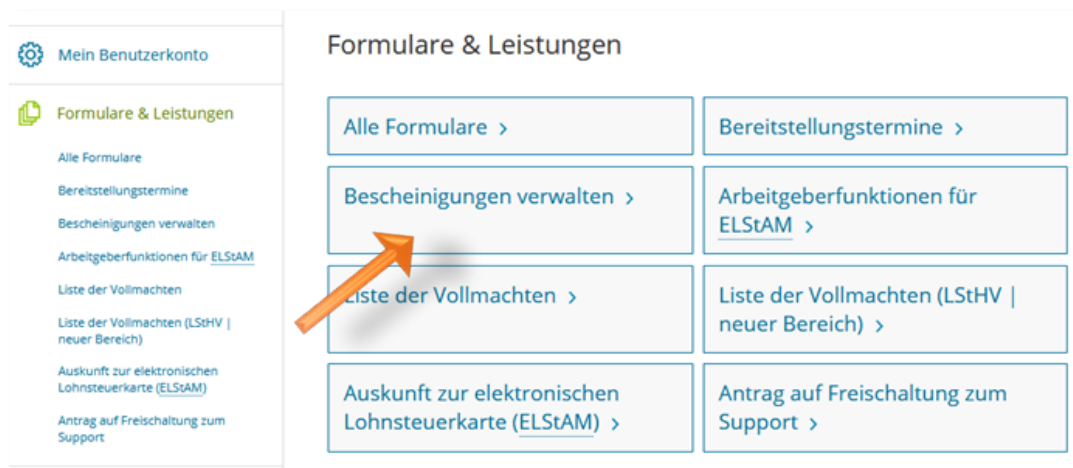 Mein Benutzerkonto
Formulare & Leistungen
Alle Formulare
Bereitstellungstermine
Bescheinigungen verwalten
Arbeitgeberfunktionen für ELStAM
Liste der Vollmachten
Liste der Vollmachten (LStHV |
neuer Bereich)
Auskunft zur elektronischen
Lohnsteuerkarte (ELStAM)
Antrag auf Freischaltung zum
Support
Formulare & Leistungen
Alle Formulare >
Bereitstellungstermine >
Bescheinigungen verwalten >
Arbeitgeberfunktionen für
ELStAM >
Liste der Vollmachten >
Liste der Vollmachten (LStHV |
neuer Bereich) >
Auskunft zur elektronischen
Lohnsteuerkarte (ELStAM) >
Antrag auf Freischaltung zum
Support >